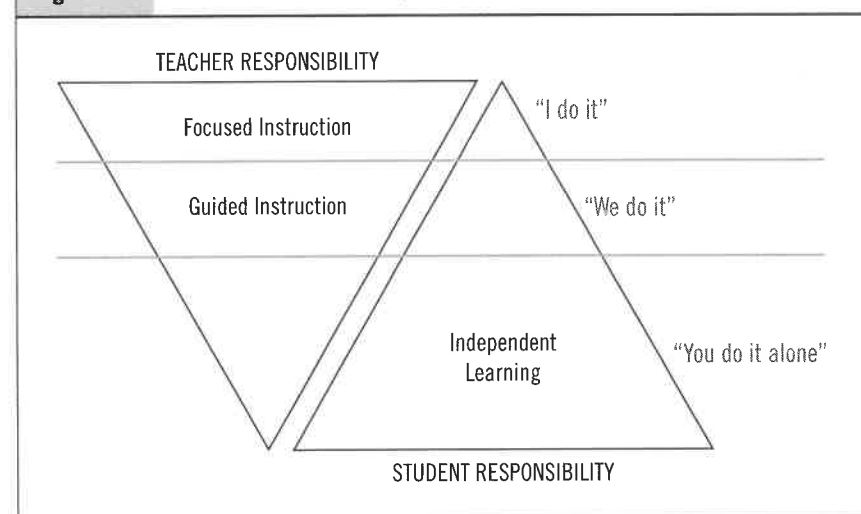 TEACHER RESPONSIBILITY
Focused Instruction
"I do it"
Guided Instruction
"We do it"
Independent
Learning
"You do it alone"
STUDENT RESPONSIBILITY